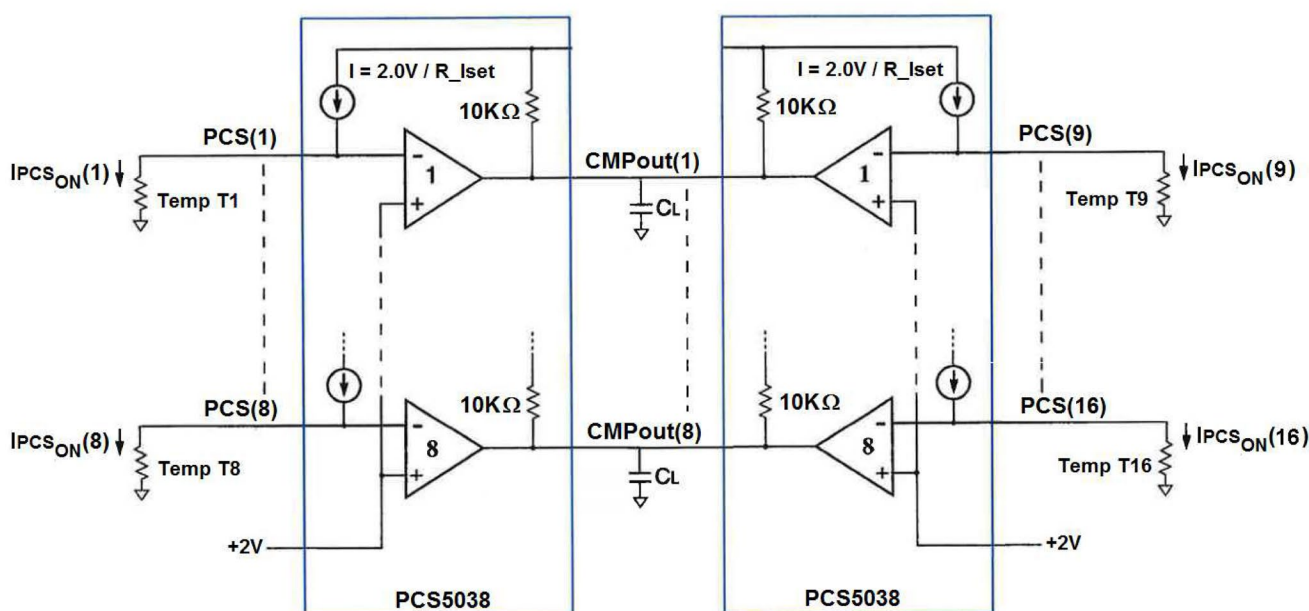 I = 2.0V / R_Iset
I = 2.0V / R_Iset
10KΩ
10KΩ
PCS(1)
PCS(9)
IPCSON(1)
-
1
+
CMPout(1)
-
1
+
IPCSON(9)
Temp T1
CL
Temp T9
PCS(8)
10KΩ
10KΩ
PCS(16)
IPCSON(8)
-
8
+
CMPout(8)
-
8
+
IPCSON(16)
Temp T8
CL
Temp T16
+2V
+2V
PCS5038
PCS5038